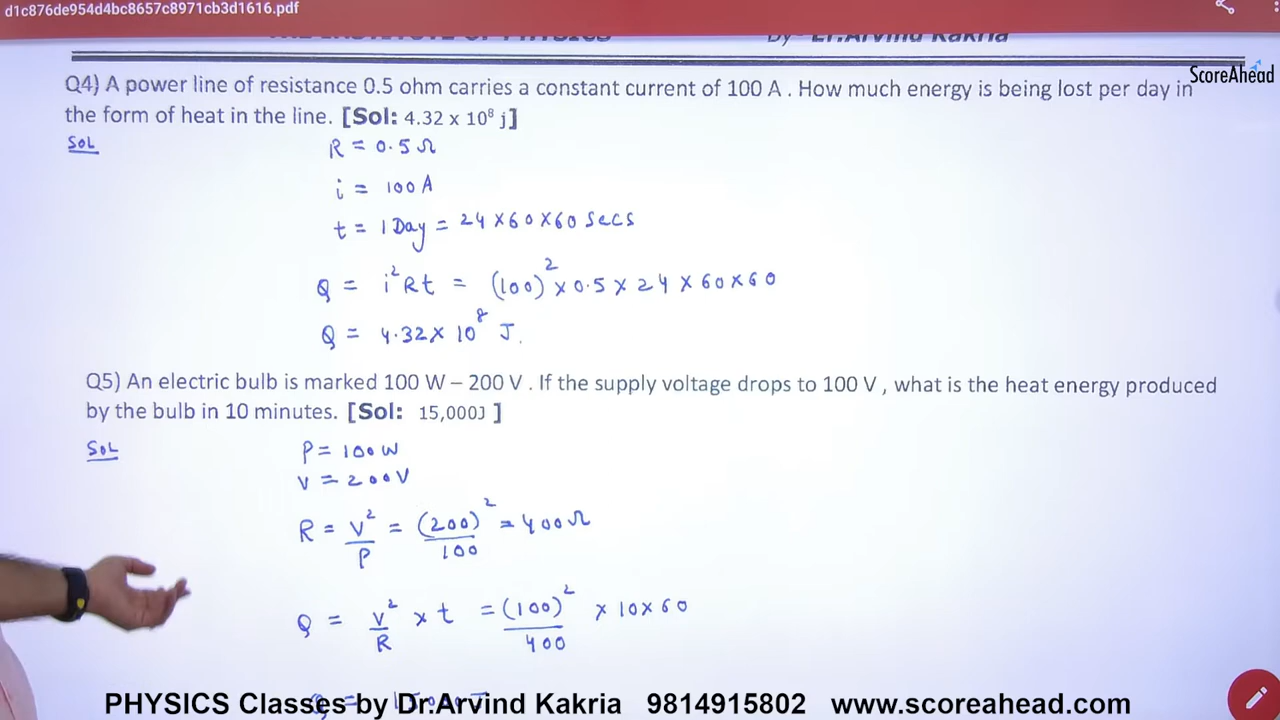 d1c876de954d4bc8657c8971cb3d1616.pdf
By - Dr.Arvind Kakria
ScoreAhead
Q4) A power line of resistance 0.5 ohm carries a constant current of 100 A . How much energy is being lost per day in
the form of heat in the line. [Sol: 4.32 x 10⁸ j]
SOL
R = 0.5 Ω
i = 100 A
t = 1 Day = 24 × 60 × 60 Secs
Q = i²Rt = (100)² × 0.5 × 24 × 60 × 60
Q = 4.32 × 10⁸ J.
Q5) An electric bulb is marked 100 W – 200 V . If the supply voltage drops to 100 V , what is the heat energy produced
by the bulb in 10 minutes. [Sol: 15,000J ]
SOL
P = 100 W
V = 200 V
R = V²/P = (200)²/100 = 400 Ω
Q = V²/R × t = (100)²/400 × 10 × 60
PHYSICS Classes by Dr.Arvind Kakria 9814915802 www.scoreahead.com